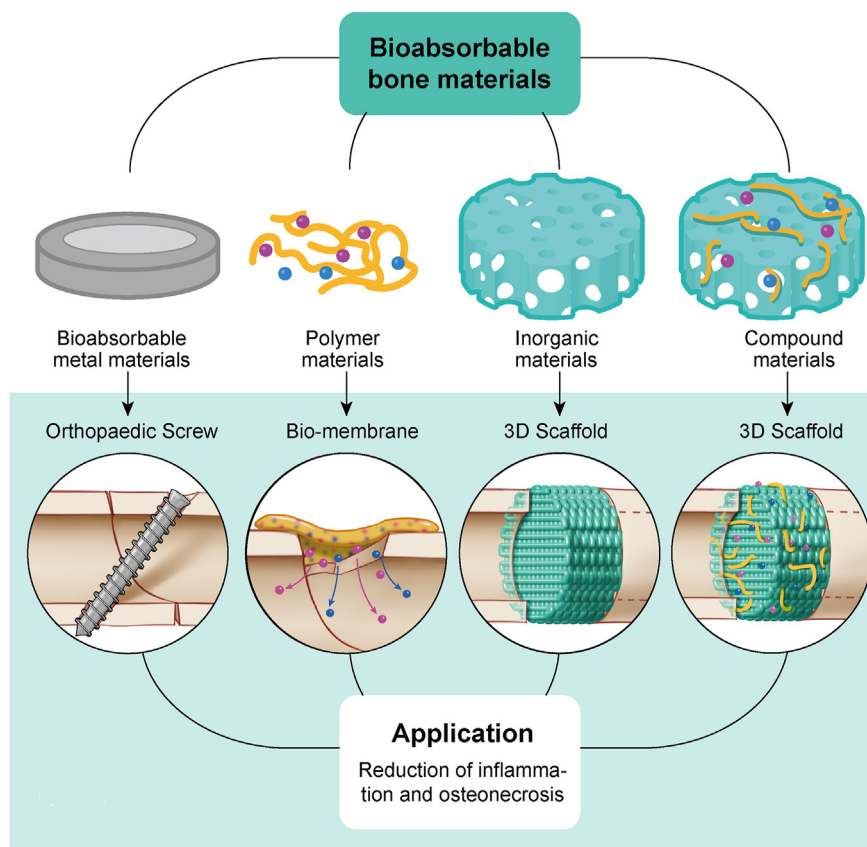 Bioabsorbable
bone materials
Bioabsorbable
metal materials
Polymer
materials
Inorganic
materials
Compound
materials
Orthopaedic Screw
Bio-membrane
3D Scaffold
3D Scaffold
Application
Reduction of inflamma-
tion and osteonecrosis